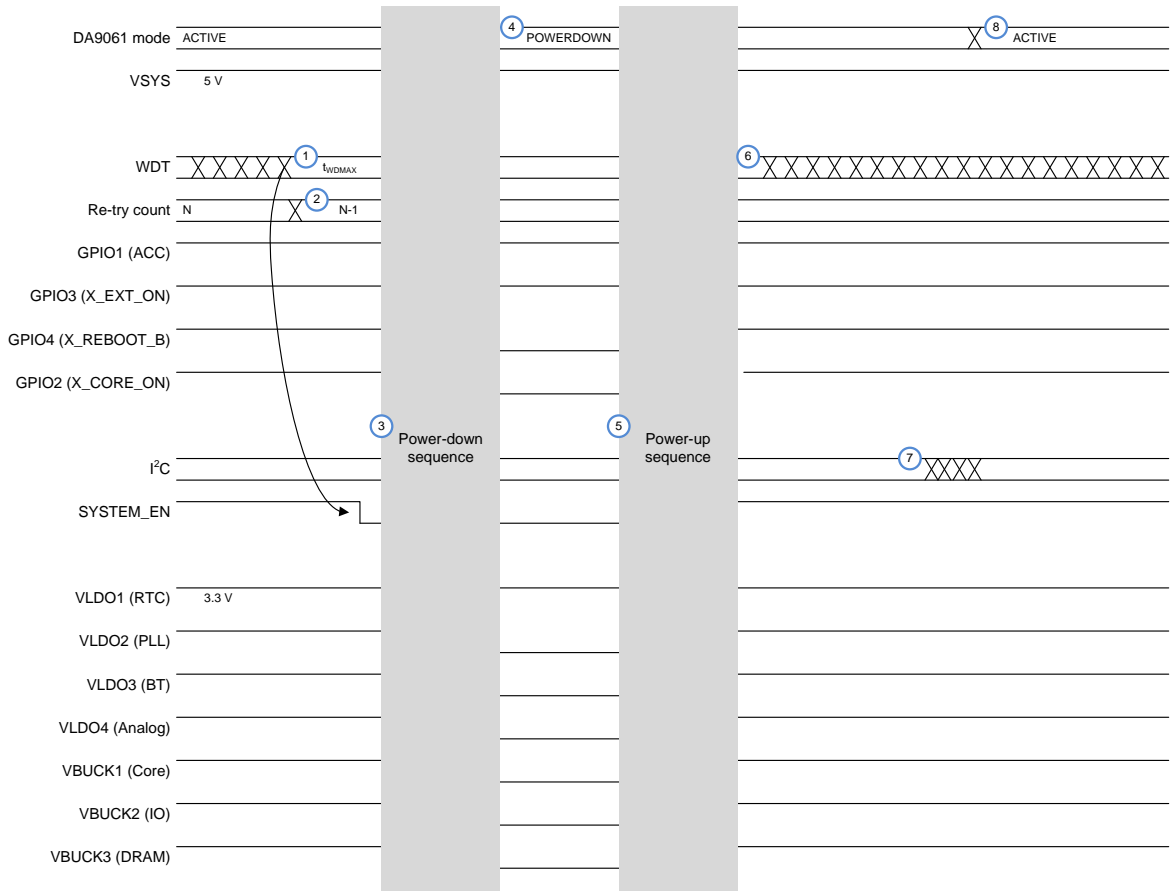 4 8
DA9061 mode ACTIVE POWERDOWN ACTIVE
VSYS 5 V
1 6
WDT tWDMAX
2
Re-try count N N-1
GPIO1 (ACC)
GPIO3 (X_EXT_ON)
GPIO4 (X_REBOOT_B)
GPIO2 (X_CORE_ON)
3 5
Power-down Power-up
sequence sequence
7
I²C
SYSTEM_EN
VLDO1 (RTC) 3.3 V
VLDO2 (PLL)
VLDO3 (BT)
VLDO4 (Analog)
VBUCK1 (Core)
VBUCK2 (IO)
VBUCK3 (DRAM)